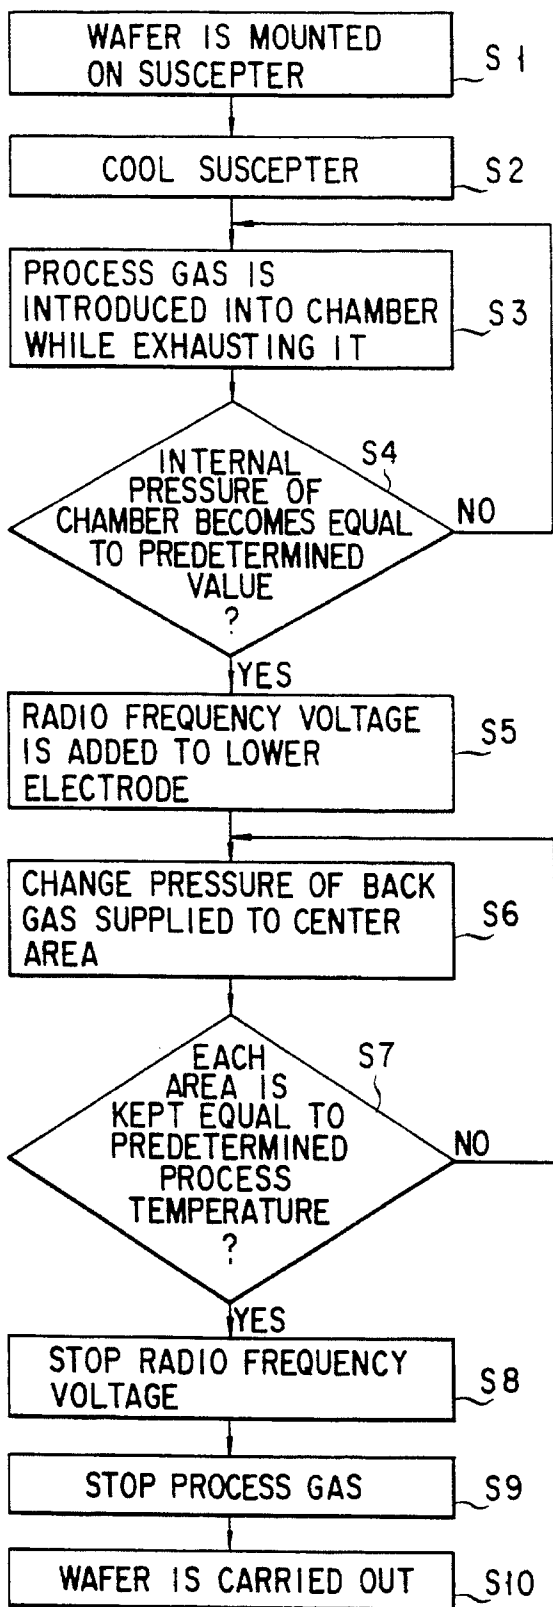 WAFER IS MOUNTED
ON SUSCEPTER
S1
COOL SUSCEPTER
S2
PROCESS GAS IS
INTRODUCED INTO CHAMBER
WHILE EXHAUSTING IT
S3
S4
INTERNAL
PRESSURE OF
CHAMBER BECOMES EQUAL
TO PREDETERMINED
VALUE
?
NO
YES
RADIO FREQUENCY VOLTAGE
IS ADDED TO LOWER
ELECTRODE
S5
CHANGE PRESSURE OF BACK
GAS SUPPLIED TO CENTER
AREA
S6
S7
EACH
AREA IS
KEPT EQUAL TO
PREDETERMINED
PROCESS
TEMPERATURE
?
NO
YES
STOP RADIO FREQUENCY
VOLTAGE
S8
STOP PROCESS GAS
S9
WAFER IS CARRIED OUT
S10